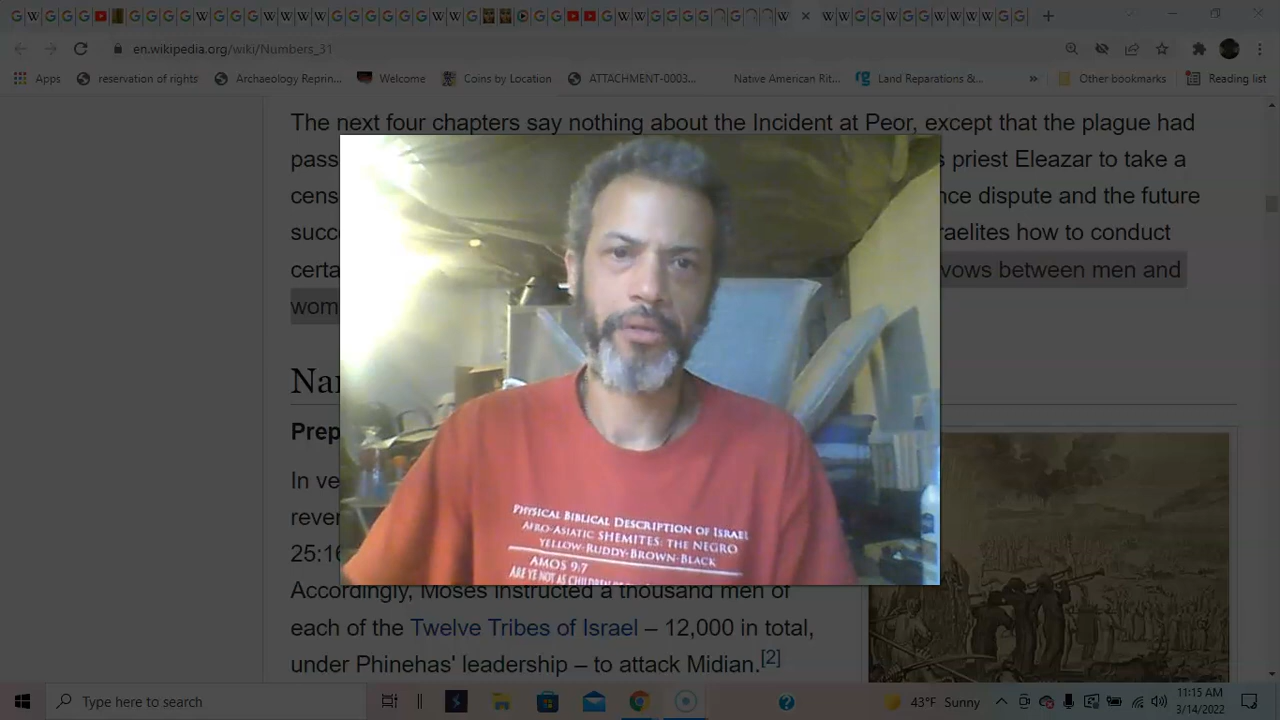 en.wikipedia.org/wiki/Numbers_31
Apps
reservation of rights
Archaeology Reprin...
Welcome
Coins by Location
ATTACHMENT-0003...
Native American Rit...
Land Reparations &...
»
Other bookmarks
Reading list
The next four chapters say nothing about the Incident at Peor, except that the plague had
pass
s priest Eleazar to take a
cens
nce dispute and the future
succ
raelites how to conduct
certa
vows between men and
wom
Nar
Prep
In ve
rever
25:16
Accordingly, Moses instructed a thousand men of
each of the Twelve Tribes of Israel – 12,000 in total,
under Phinehas' leadership – to attack Midian.[2]
PHYSICAL BIBLICAL DESCRIPTION OF ISRAEL
AFRO-ASIATIC SHEMITES: THE NEGRO
YELLOW-RUDDY-BROWN-BLACK
AMOS 9:7
ARE YE NOT AS CHILDREN
Type here to search
43°F Sunny
11:15 AM
3/14/2022